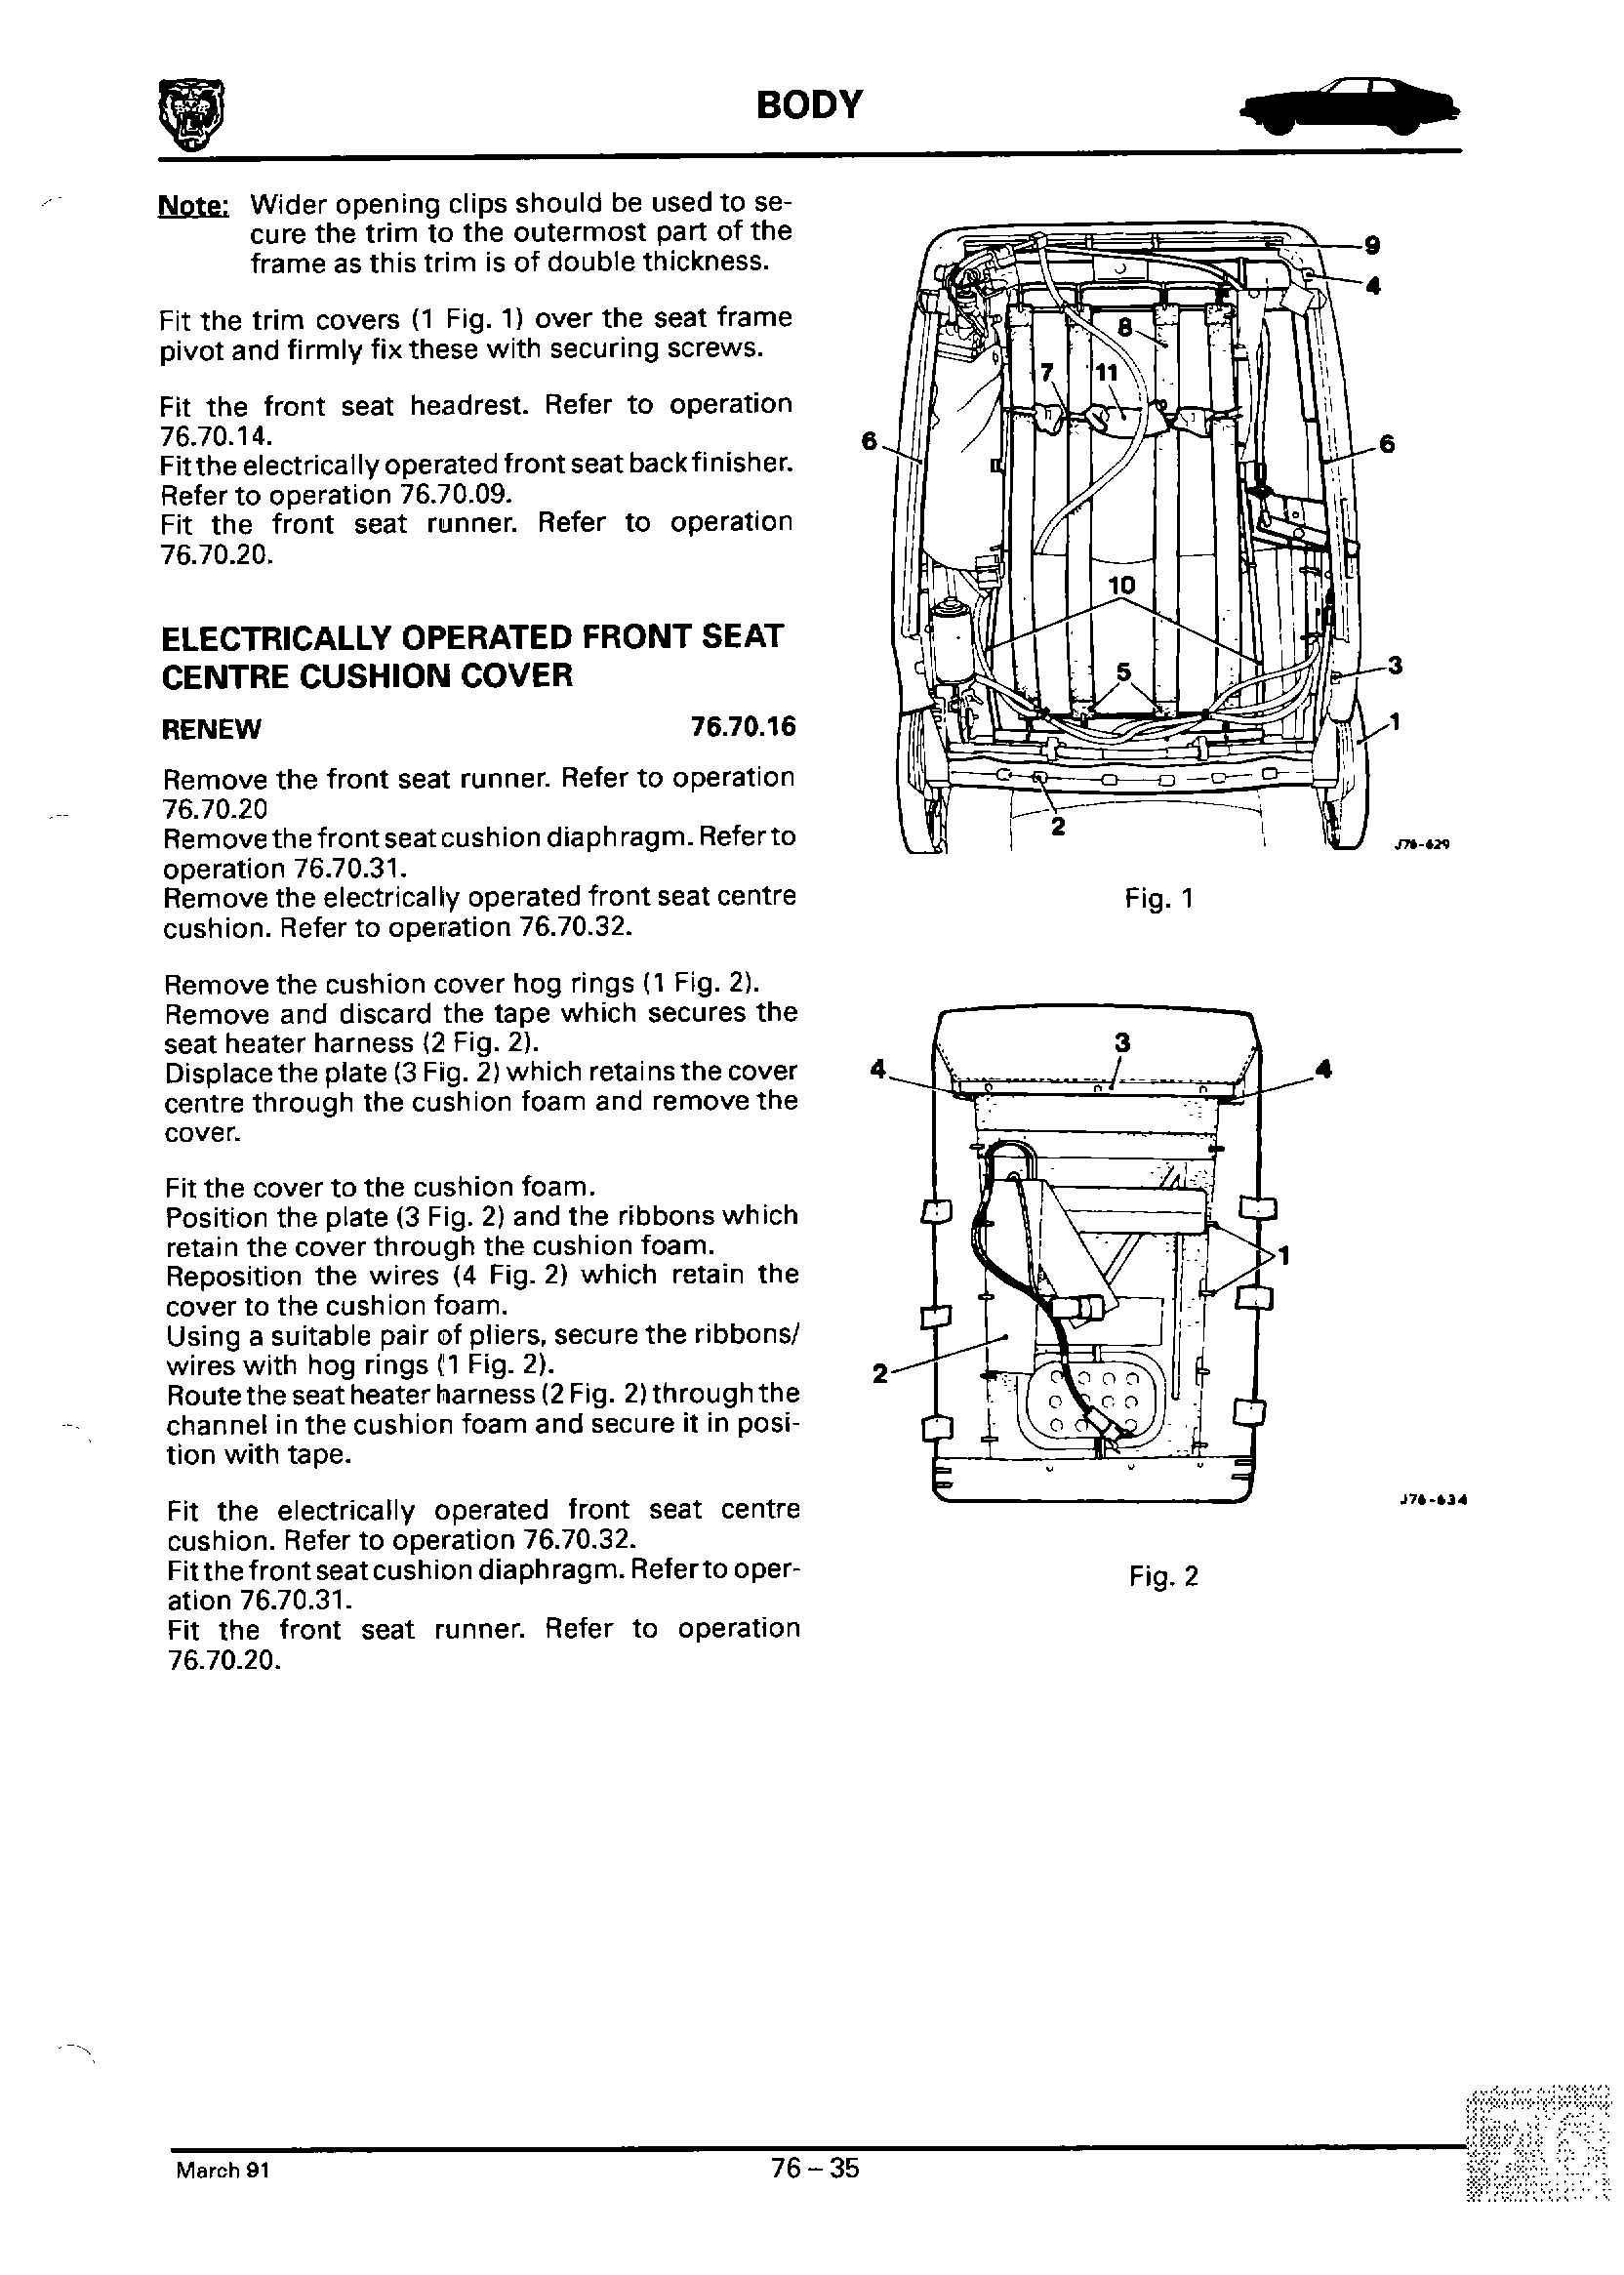 BODY
Note: Wider opening clips should be used to se-
cure the trim to the outermost part of the
frame as this trim is of double thickness.
Fit the trim covers (1 Fig. 1) over the seat frame
pivot and firmly fix these with securing screws.
Fit the front seat headrest. Refer to operation
76.70.14.
Fit the electrically operated front seat back finisher.
Refer to operation 76.70.09.
Fit the front seat runner. Refer to operation
76.70.20.
ELECTRICALLY OPERATED FRONT SEAT
CENTRE CUSHION COVER
RENEW 76.70.16
Remove the front seat runner. Refer to operation
76.70.20
Remove the front seat cushion diaphragm. Refer to
operation 76.70.31.
Remove the electrically operated front seat centre
cushion. Refer to operation 76.70.32.
Remove the cushion cover hog rings (1 Fig. 2).
Remove and discard the tape which secures the
seat heater harness (2 Fig. 2).
Displace the plate (3 Fig. 2) which retains the cover
centre through the cushion foam and remove the
cover.
Fit the cover to the cushion foam.
Position the plate (3 Fig. 2) and the ribbons which
retain the cover through the cushion foam.
Reposition the wires (4 Fig. 2) which retain the
cover to the cushion foam.
Using a suitable pair of pliers, secure the ribbons/
wires with hog rings (1 Fig. 2).
Route the seat heater harness (2 Fig. 2) through the
channel in the cushion foam and secure it in posi-
tion with tape.
Fit the electrically operated front seat centre
cushion. Refer to operation 76.70.32.
Fit the front seat cushion diaphragm. Refer to oper-
ation 76.70.31.
Fit the front seat runner. Refer to operation
76.70.20.
9
4
8
7 11
6 6
10
5
3
1
2
J76-629
Fig. 1
3
4 4
1
2
J76-634
Fig. 2
March 91
76 – 35